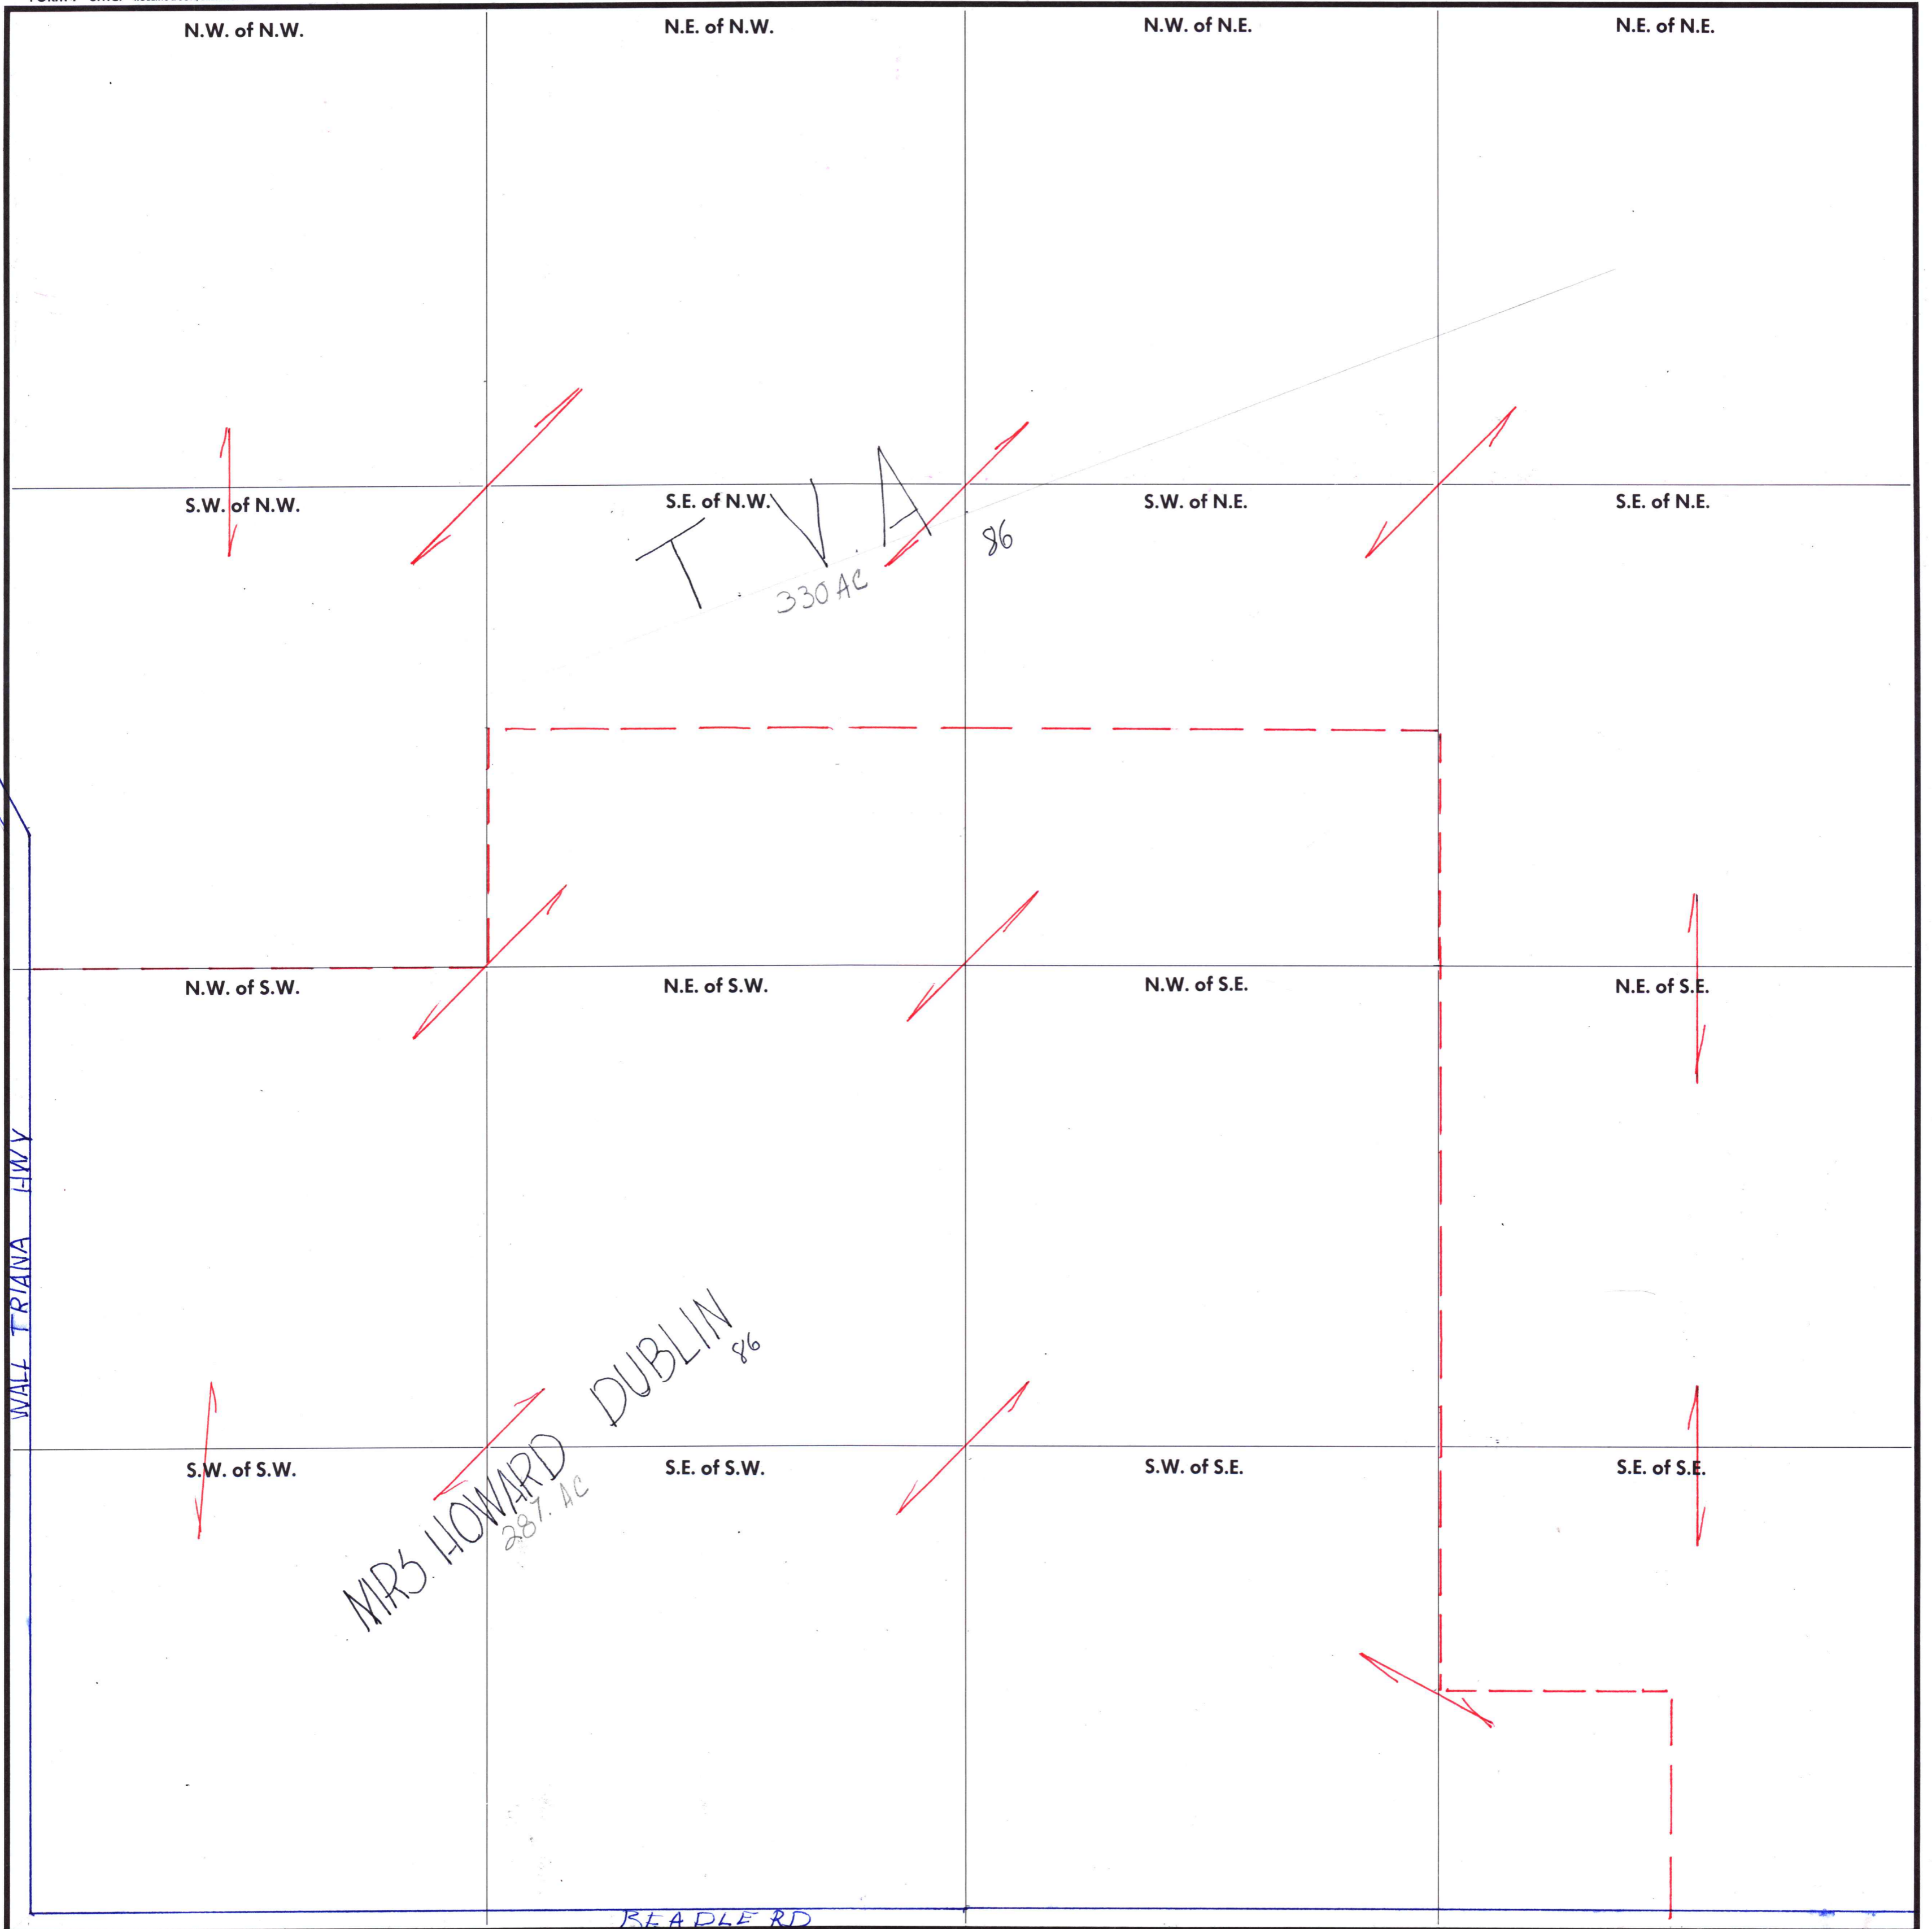 N.W. of N.W.
N.E. of N.W.
N.W. of N.E.
N.E. of N.E.
S.W. of N.W.
S.E. of N.W.
S.W. of N.E.
S.E. of N.E.
T.V.A
86
330 AC
N.W. of S.W.
N.E. of S.W.
N.W. of S.E.
N.E. of S.E.
WALL TRIANA HWY
MRS. HOWARD DUBLIN
86
287. AC
S.W. of S.W.
S.E. of S.W.
S.W. of S.E.
S.E. of S.E.
BEADLE RD